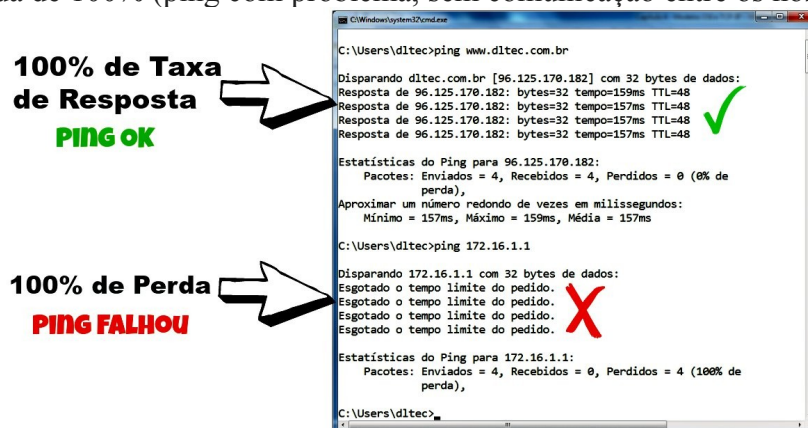 de 100% (ping com problema, sem comunicação entre os
C:\Windows\system32\cmd.exe
C:\Users\dltec>ping www.dltec.com.br
Disparando dltec.com.br [96.125.170.182] com 32 bytes de dados:
Resposta de 96.125.170.182: bytes=32 tempo=159ms TTL=48
Resposta de 96.125.170.182: bytes=32 tempo=157ms TTL=48
Resposta de 96.125.170.182: bytes=32 tempo=157ms TTL=48
Resposta de 96.125.170.182: bytes=32 tempo=157ms TTL=48
100% de Taxa
de Resposta
Ping OK
Estatísticas do Ping para 96.125.170.182:
Pacotes: Enviados = 4, Recebidos = 4, Perdidos = 0 (0% de
perda),
Aproximar um número redondo de vezes em milissegundos:
Mínimo = 157ms, Máximo = 159ms, Média = 157ms
C:\Users\dltec>ping 172.16.1.1
Disparando 172.16.1.1 com 32 bytes de dados:
Esgotado o tempo limite do pedido.
Esgotado o tempo limite do pedido.
Esgotado o tempo limite do pedido.
Esgotado o tempo limite do pedido.
100% de Perda
Ping FALHOU
Estatísticas do Ping para 172.16.1.1:
Pacotes: Enviados = 4, Recebidos = 0, Perdidos = 4 (100% de
perda),
C:\Users\dltec>_